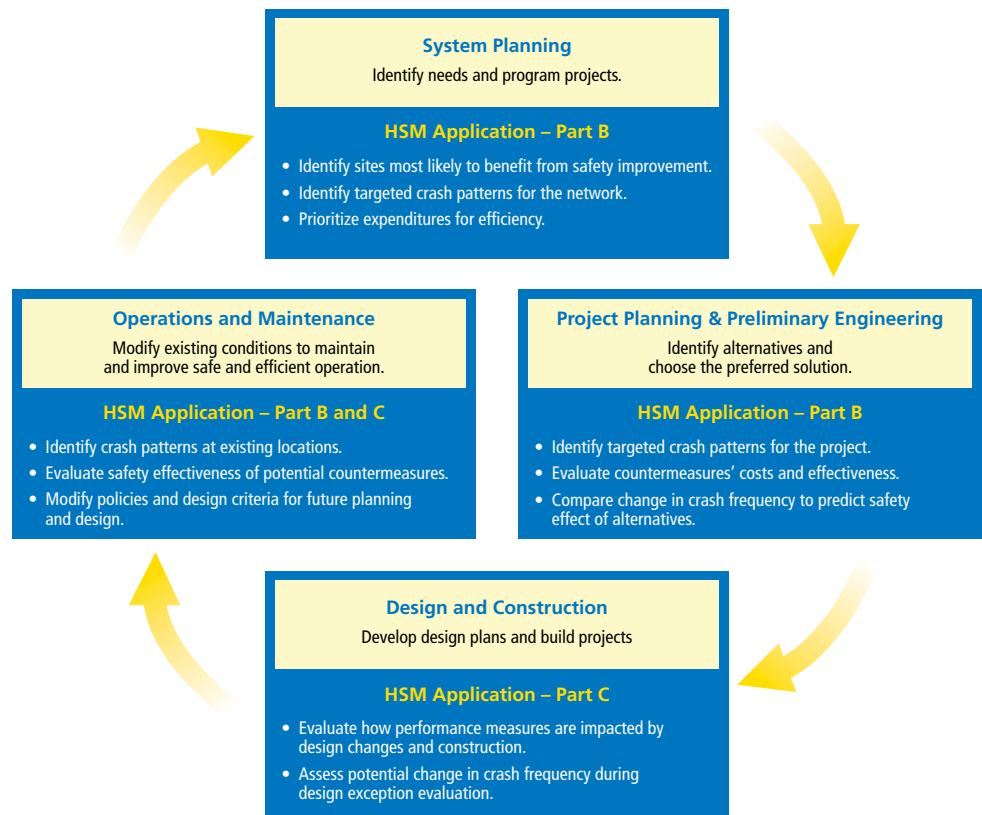 System Planning
Identify needs and program projects.
HSM Application – Part B
• Identify sites most likely to benefit from safety improvement.
• Identify targeted crash patterns for the network.
• Prioritize expenditures for efficiency.
Operations and Maintenance
Modify existing conditions to maintain
and improve safe and efficient operation.
HSM Application – Part B and C
• Identify crash patterns at existing locations.
• Evaluate safety effectiveness of potential countermeasures.
• Modify policies and design criteria for future planning
and design.
Project Planning & Preliminary Engineering
Identify alternatives and
choose the preferred solution.
HSM Application – Part B
• Identify targeted crash patterns for the project.
• Evaluate countermeasures’ costs and effectiveness.
• Compare change in crash frequency to predict safety
effect of alternatives.
Design and Construction
Develop design plans and build projects
HSM Application – Part C
• Evaluate how performance measures are impacted by
design changes and construction.
• Assess potential change in crash frequency during
design exception evaluation.